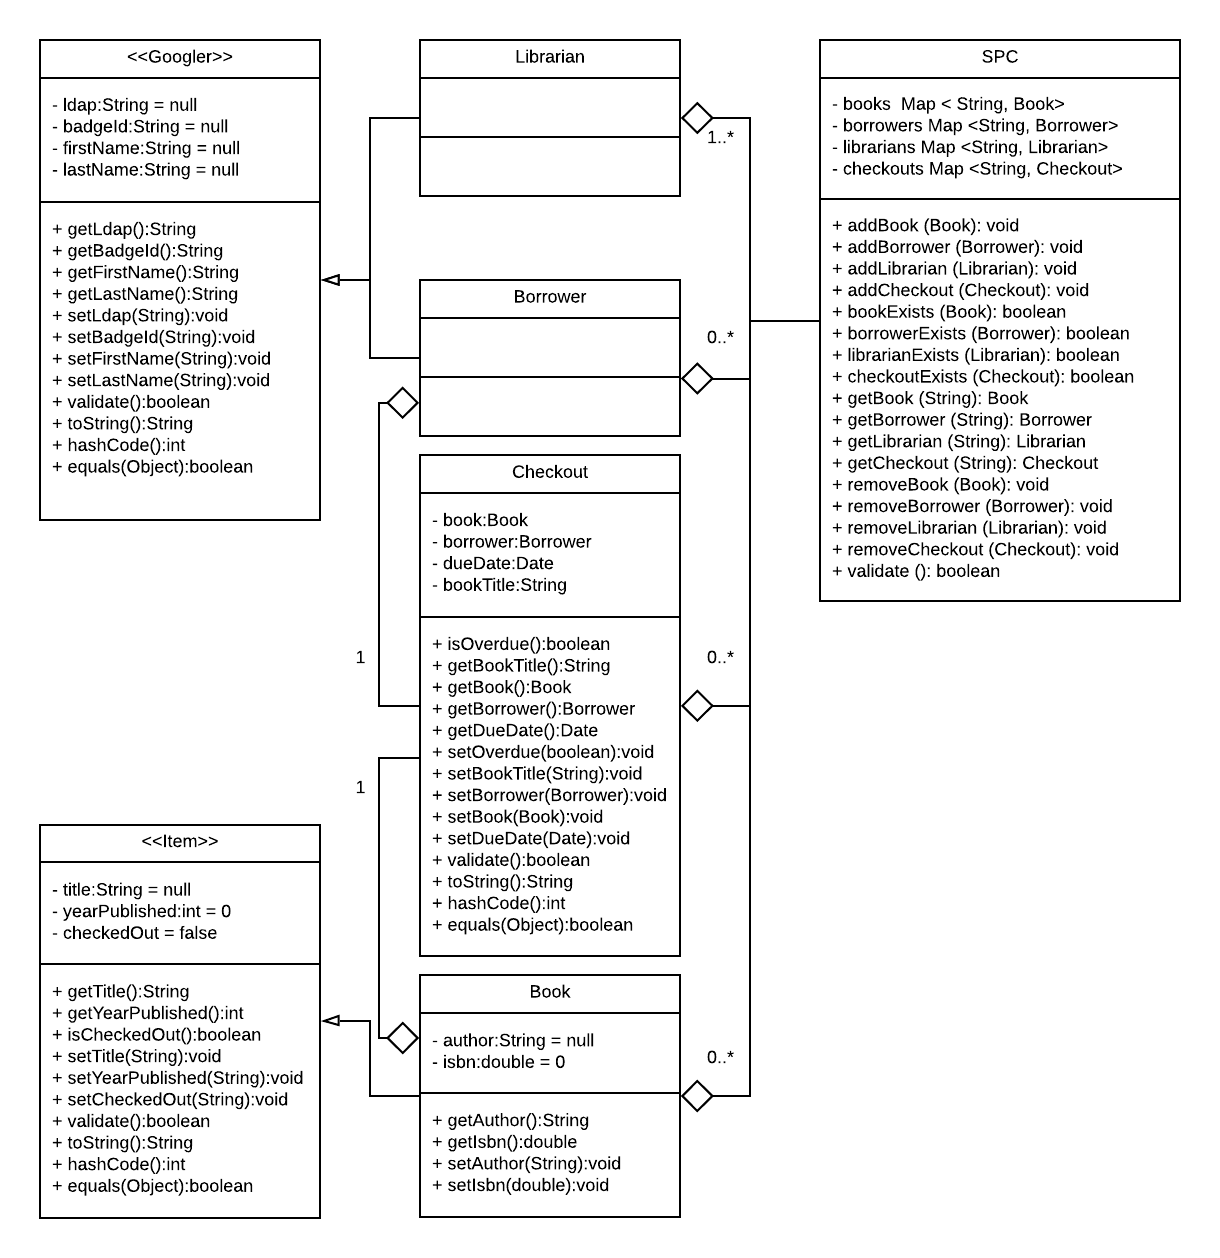 <<Googler>>
- ldap:String = null
- badgeId:String = null
- firstName:String = null
- lastName:String = null
+ getLdap():String
+ getBadgeId():String
+ getFirstName():String
+ getLastName():String
+ setLdap(String):void
+ setBadgeId(String):void
+ setFirstName(String):void
+ setLastName(String):void
+ validate():boolean
+ toString():String
+ hashCode():int
+ equals(Object):boolean
Librarian
1..*
Borrower
0..*
Checkout
- book:Book
- borrower:Borrower
- dueDate:Date
- bookTitle:String
+ isOverdue():boolean
+ getBookTitle():String
+ getBook():Book
+ getBorrower():Borrower
+ getDueDate():Date
+ setOverdue(boolean):void
+ setBookTitle(String):void
+ setBorrower(Borrower):void
+ setBook(Book):void
+ setDueDate(Date):void
+ validate():boolean
+ toString():String
+ hashCode():int
+ equals(Object):boolean
1
1
0..*
SPC
- books  Map < String, Book>
- borrowers Map <String, Borrower>
- librarians Map <String, Librarian>
- checkouts Map <String, Checkout>
+ addBook (Book): void
+ addBorrower (Borrower): void
+ addLibrarian (Librarian): void
+ addCheckout (Checkout): void
+ bookExists (Book): boolean
+ borrowerExists (Borrower): boolean
+ librarianExists (Librarian): boolean
+ checkoutExists (Checkout): boolean
+ getBook (String): Book
+ getBorrower (String): Borrower
+ getLibrarian (String): Librarian
+ getCheckout (String): Checkout
+ removeBook (Book): void
+ removeBorrower (Borrower): void
+ removeLibrarian (Librarian): void
+ removeCheckout (Checkout): void
+ validate (): boolean
<<Item>>
- title:String = null
- yearPublished:int = 0
- checkedOut = false
+ getTitle():String
+ getYearPublished():int
+ isCheckedOut():boolean
+ setTitle(String):void
+ setYearPublished(String):void
+ setCheckedOut(String):void
+ validate():boolean
+ toString():String
+ hashCode():int
+ equals(Object):boolean
Book
- author:String = null
- isbn:double = 0
+ getAuthor():String
+ getIsbn():double
+ setAuthor(String):void
+ setIsbn(double):void
0..*